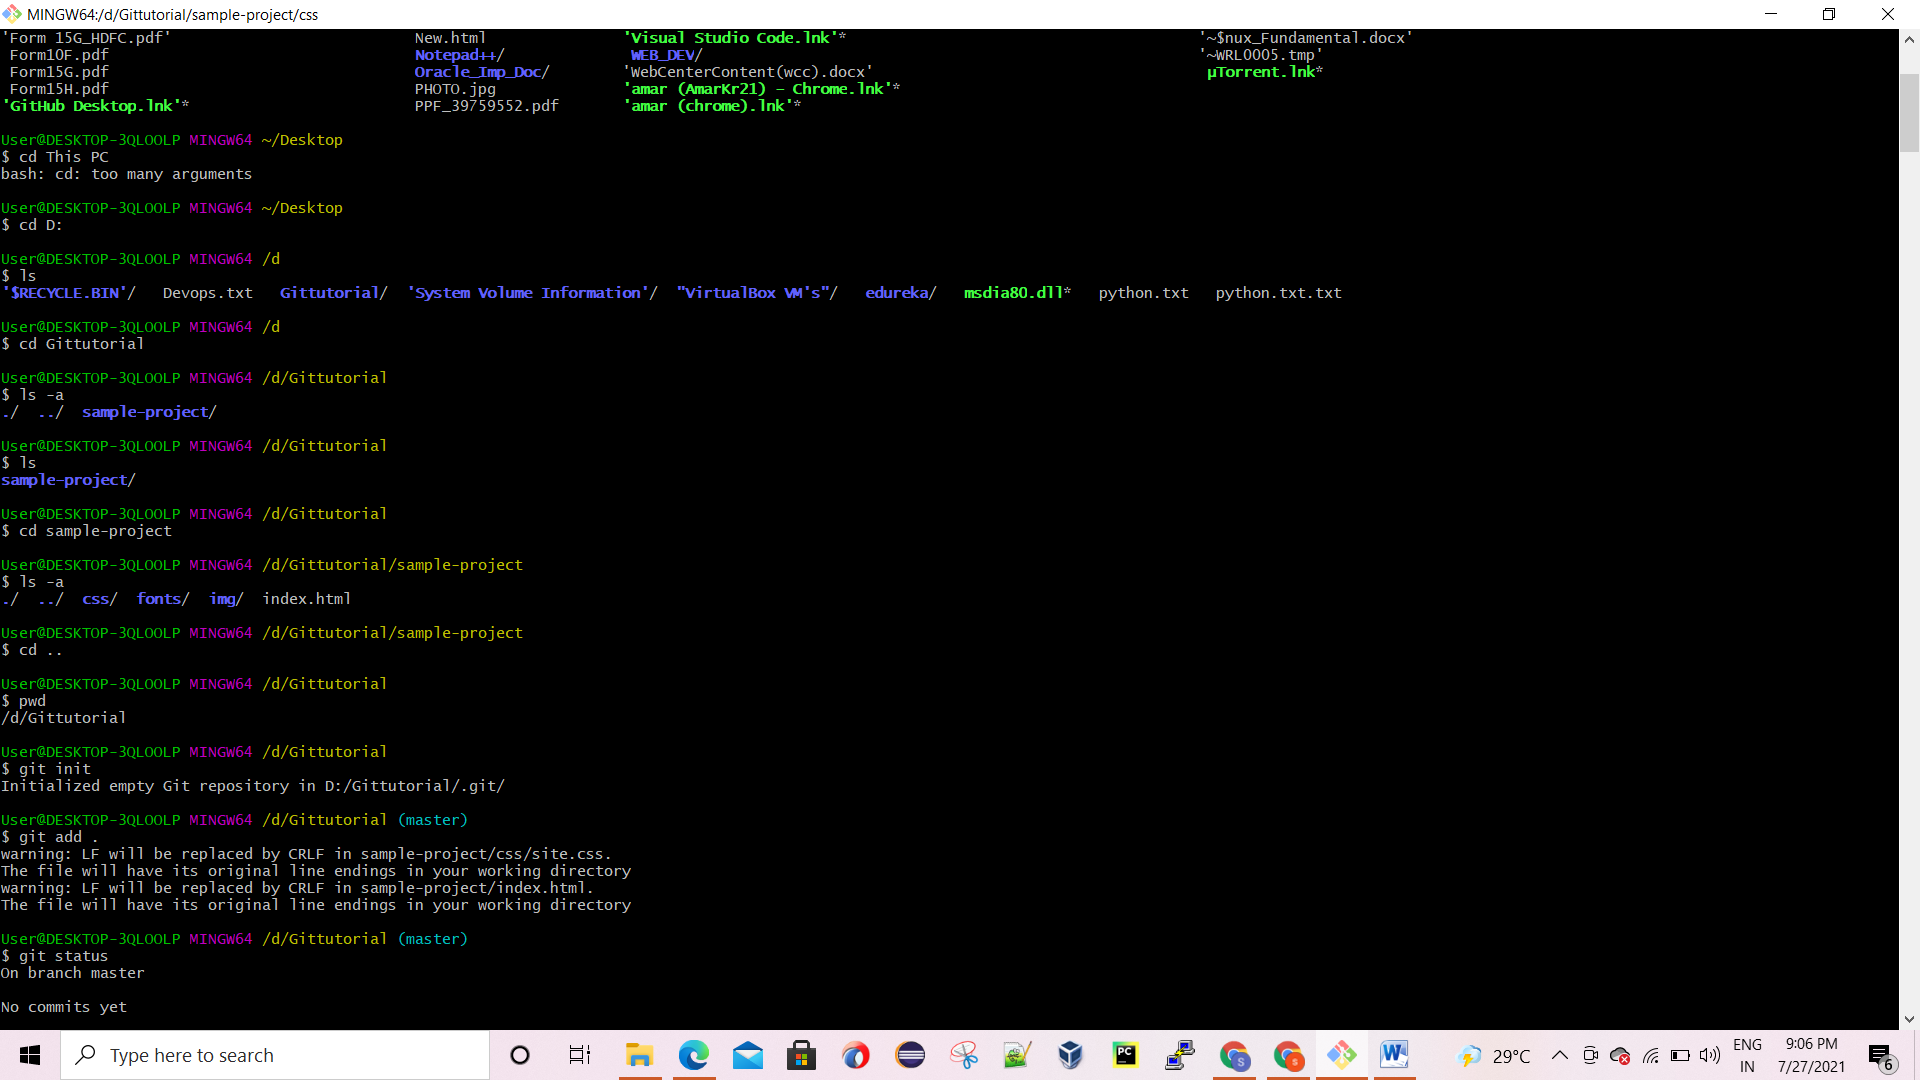 MINGW64:/d/Gittutorial/sample-project/css
'Form 15G_HDFC.pdf' New.html 'Visual Studio Code.lnk'* '~$nux_Fundamental.docx'
Form10F.pdf Notepad++/ WEB_DEV/ '~WRL0005.tmp'
Form15G.pdf Oracle_Imp_Doc/ 'WebCenterContent(wcc).docx' µTorrent.lnk*
Form15H.pdf PHOTO.jpg 'amar (AmarKr21) - Chrome.lnk'*
'GitHub Desktop.lnk'* PPF_39759552.pdf 'amar (chrome).lnk'*
User@DESKTOP-3QLOOLP MINGW64 ~/Desktop
$ cd This PC
bash: cd: too many arguments
User@DESKTOP-3QLOOLP MINGW64 ~/Desktop
$ cd D:
User@DESKTOP-3QLOOLP MINGW64 /d
$ ls
'$RECYCLE.BIN'/ Devops.txt Gittutorial/ 'System Volume Information'/ "VirtualBox VM's"/ edureka/ msdia80.dll* python.txt python.txt.txt
User@DESKTOP-3QLOOLP MINGW64 /d
$ cd Gittutorial
User@DESKTOP-3QLOOLP MINGW64 /d/Gittutorial
$ ls -a
./ ../ sample-project/
User@DESKTOP-3QLOOLP MINGW64 /d/Gittutorial
$ ls
sample-project/
User@DESKTOP-3QLOOLP MINGW64 /d/Gittutorial
$ cd sample-project
User@DESKTOP-3QLOOLP MINGW64 /d/Gittutorial/sample-project
$ ls -a
./ ../ css/ fonts/ img/ index.html
User@DESKTOP-3QLOOLP MINGW64 /d/Gittutorial/sample-project
$ cd ..
User@DESKTOP-3QLOOLP MINGW64 /d/Gittutorial
$ pwd
/d/Gittutorial
User@DESKTOP-3QLOOLP MINGW64 /d/Gittutorial
$ git init
Initialized empty Git repository in D:/Gittutorial/.git/
User@DESKTOP-3QLOOLP MINGW64 /d/Gittutorial (master)
$ git add .
warning: LF will be replaced by CRLF in sample-project/css/site.css.
The file will have its original line endings in your working directory
warning: LF will be replaced by CRLF in sample-project/index.html.
The file will have its original line endings in your working directory
User@DESKTOP-3QLOOLP MINGW64 /d/Gittutorial (master)
$ git status
On branch master
No commits yet
Type here to search
PC
S
S
W
29°C
ENG
IN
9:06 PM
7/27/2021
6